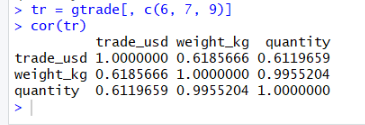 > tr = gtrade[, c(6, 7, 9)]
> cor(tr)
          trade_usd weight_kg  quantity
trade_usd 1.0000000 0.6185666 0.6119659
weight_kg 0.6185666 1.0000000 0.9955204
quantity  0.6119659 0.9955204 1.0000000
>